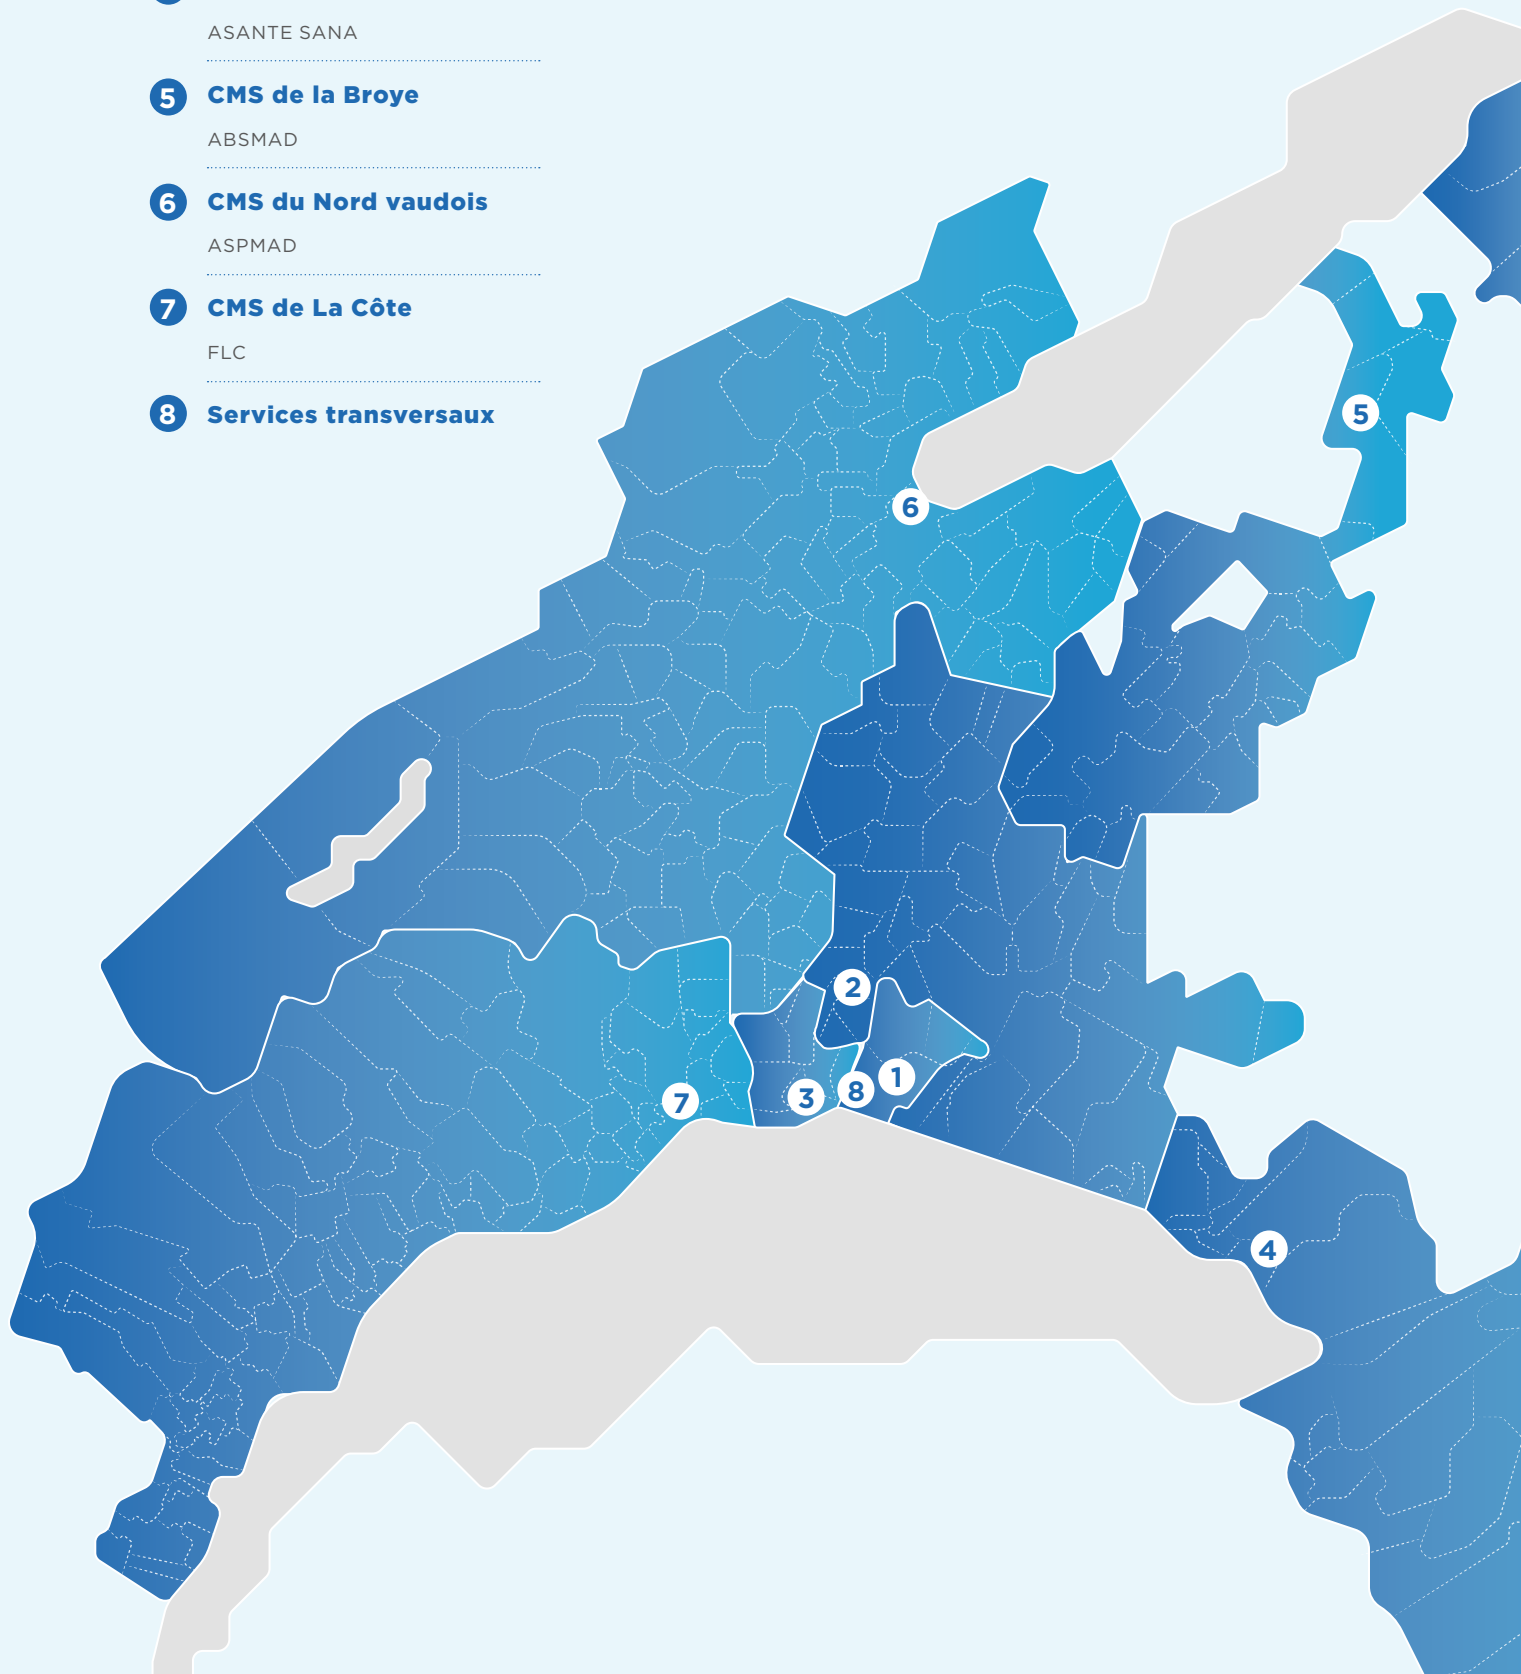 ASANTE SANA
5 CMS de la Broye
ABSMAD
6 CMS du Nord vaudois
ASPMAD
7 CMS de La Côte
FLC
8 Services transversaux
5
6
2
1
8
3
7
4